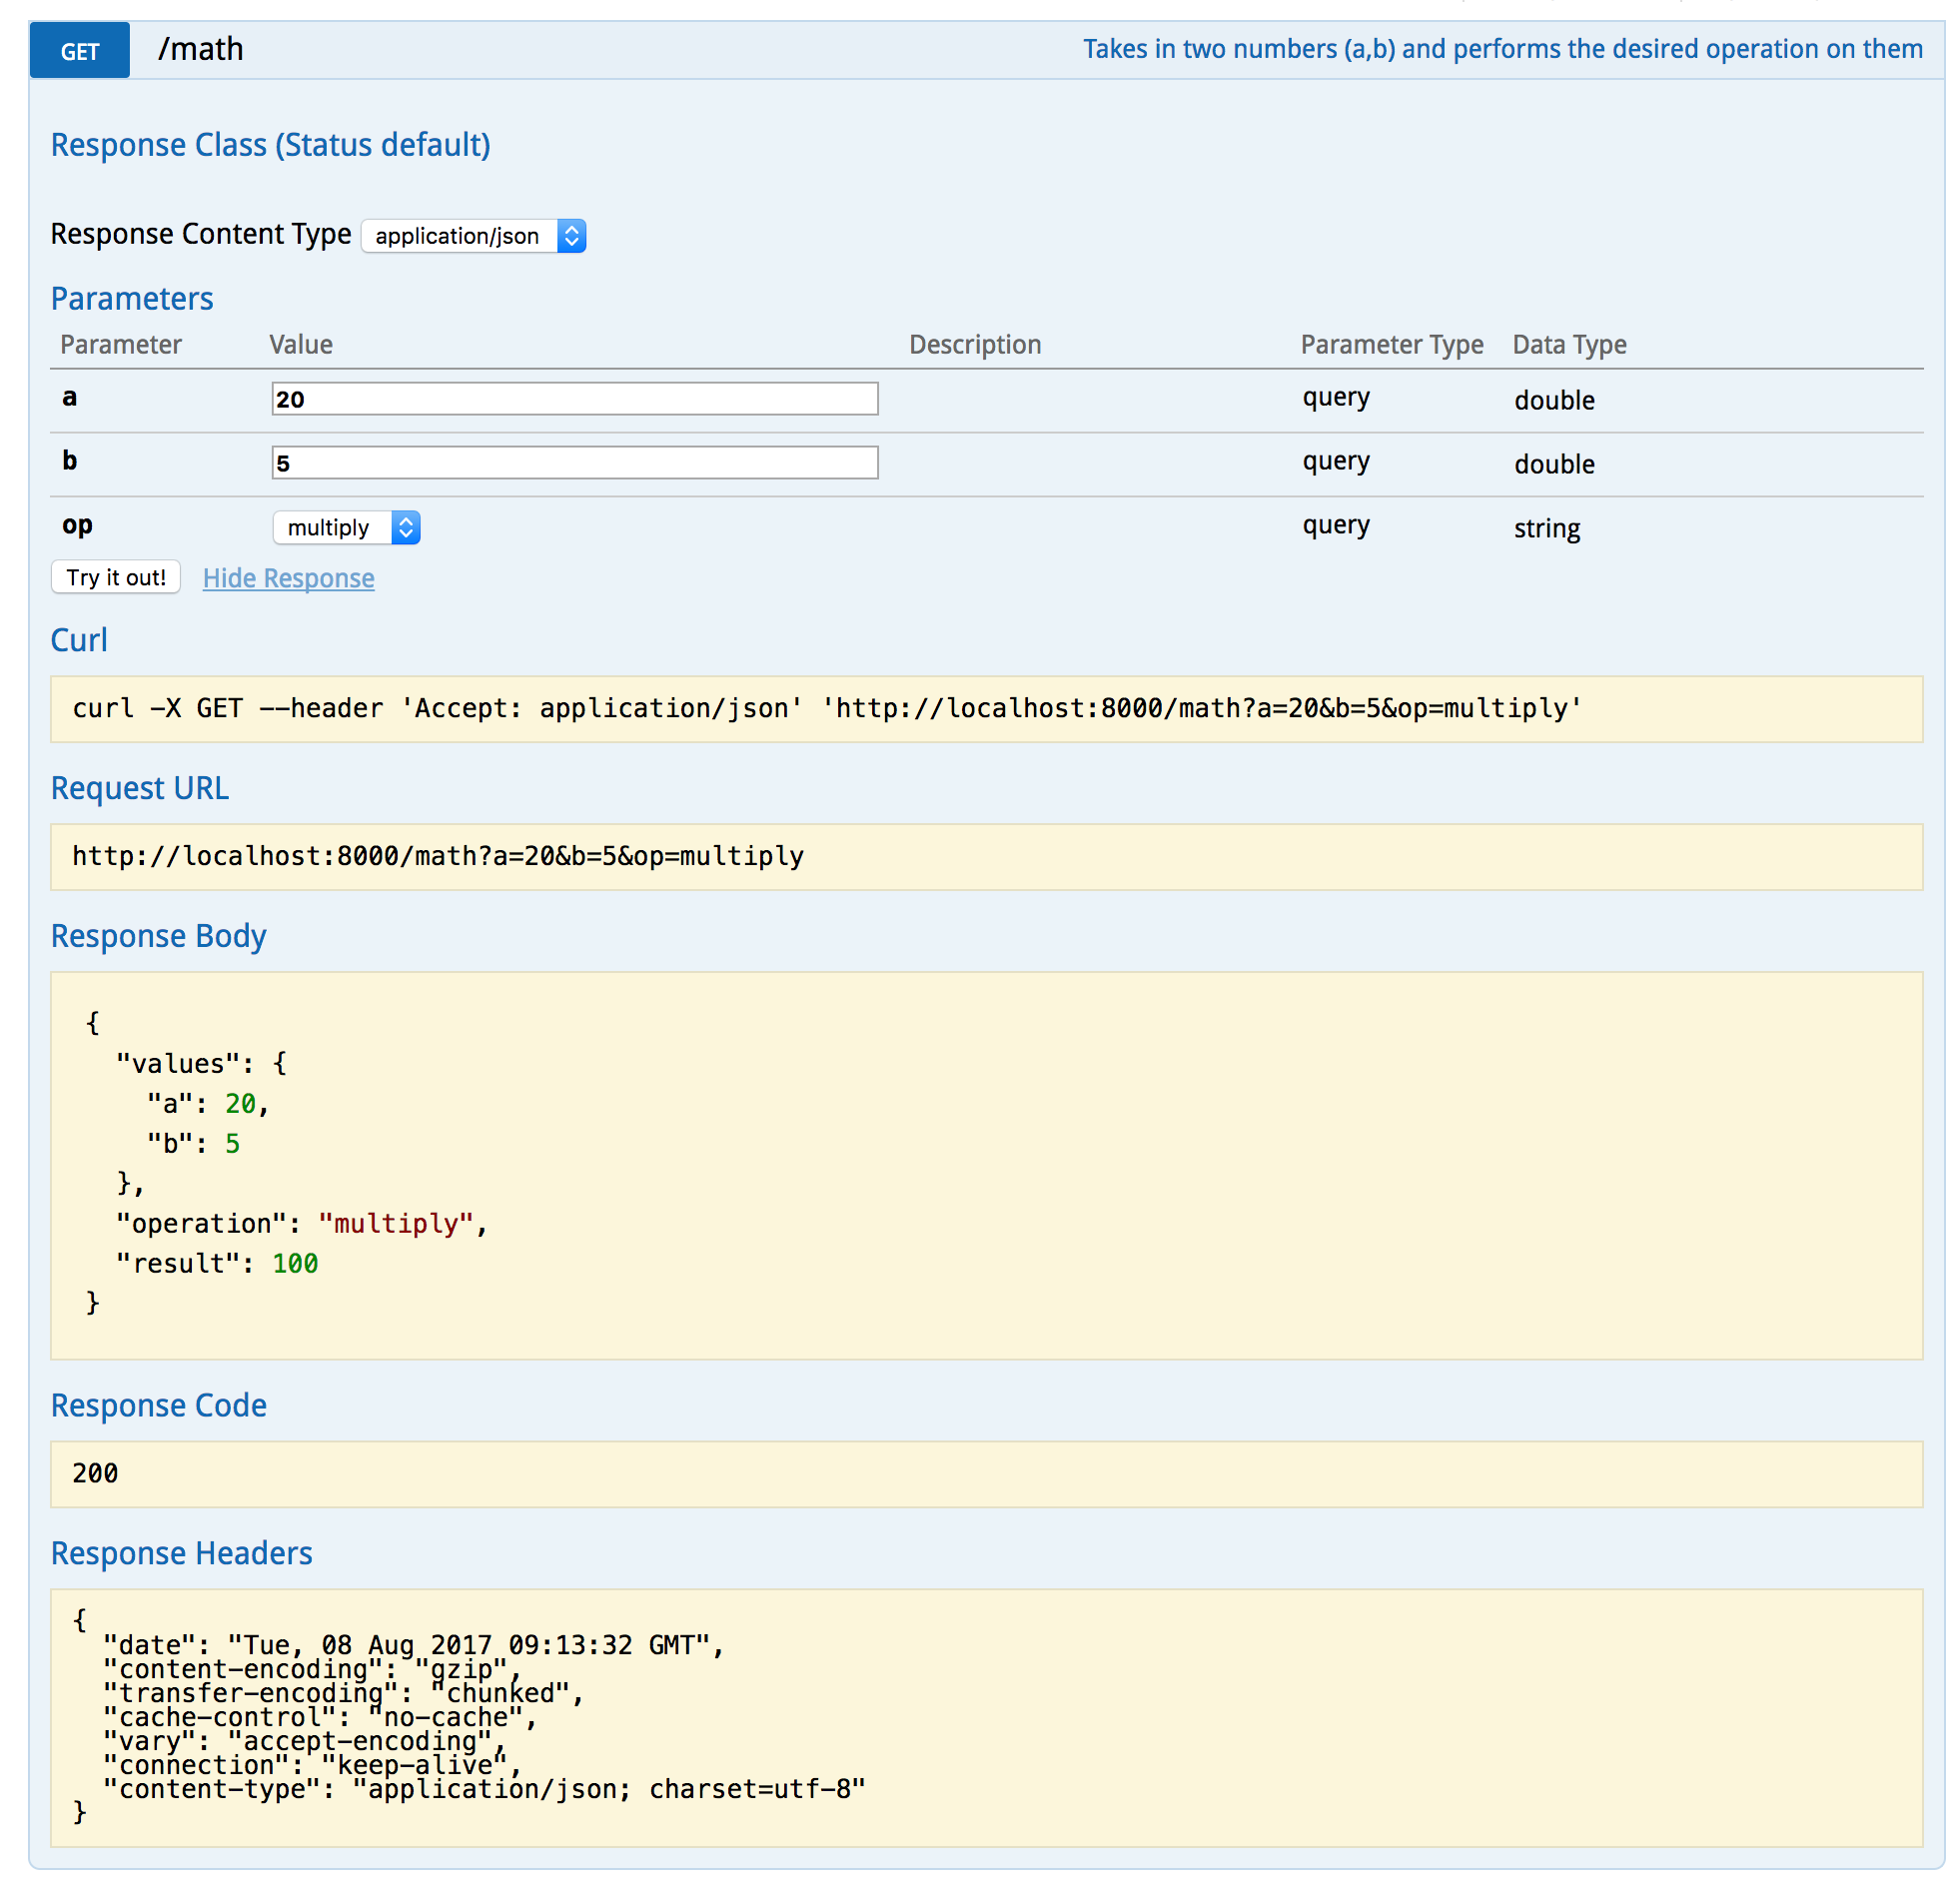 GET /math Takes in two numbers (a,b) and performs the desired operation on them
Response Class (Status default)
Response Content Type application/json
Parameters
Parameter Value Description Parameter Type Data Type
a 20 query double
b 5 query double
op multiply query string
Try it out! Hide Response
Curl
curl -X GET --header 'Accept: application/json' 'http://localhost:8000/math?a=20&b=5&op=multiply'
Request URL
http://localhost:8000/math?a=20&b=5&op=multiply
Response Body
{
  "values": {
    "a": 20,
    "b": 5
  },
  "operation": "multiply",
  "result": 100
}
Response Code
200
Response Headers
{
  "date": "Tue, 08 Aug 2017 09:13:32 GMT",
  "content-encoding": "gzip",
  "transfer-encoding": "chunked",
  "cache-control": "no-cache",
  "vary": "accept-encoding",
  "connection": "keep-alive",
  "content-type": "application/json; charset=utf-8"
}